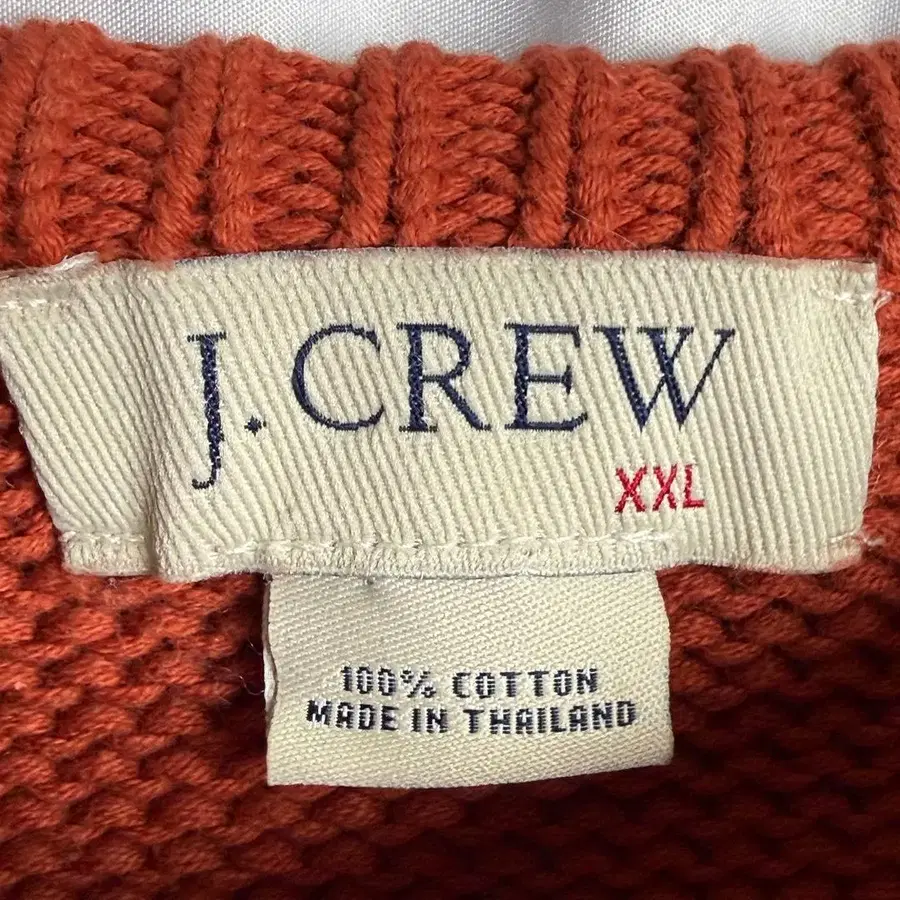 J.CREW
XXL
100% COTTON
MADE IN THAILAND